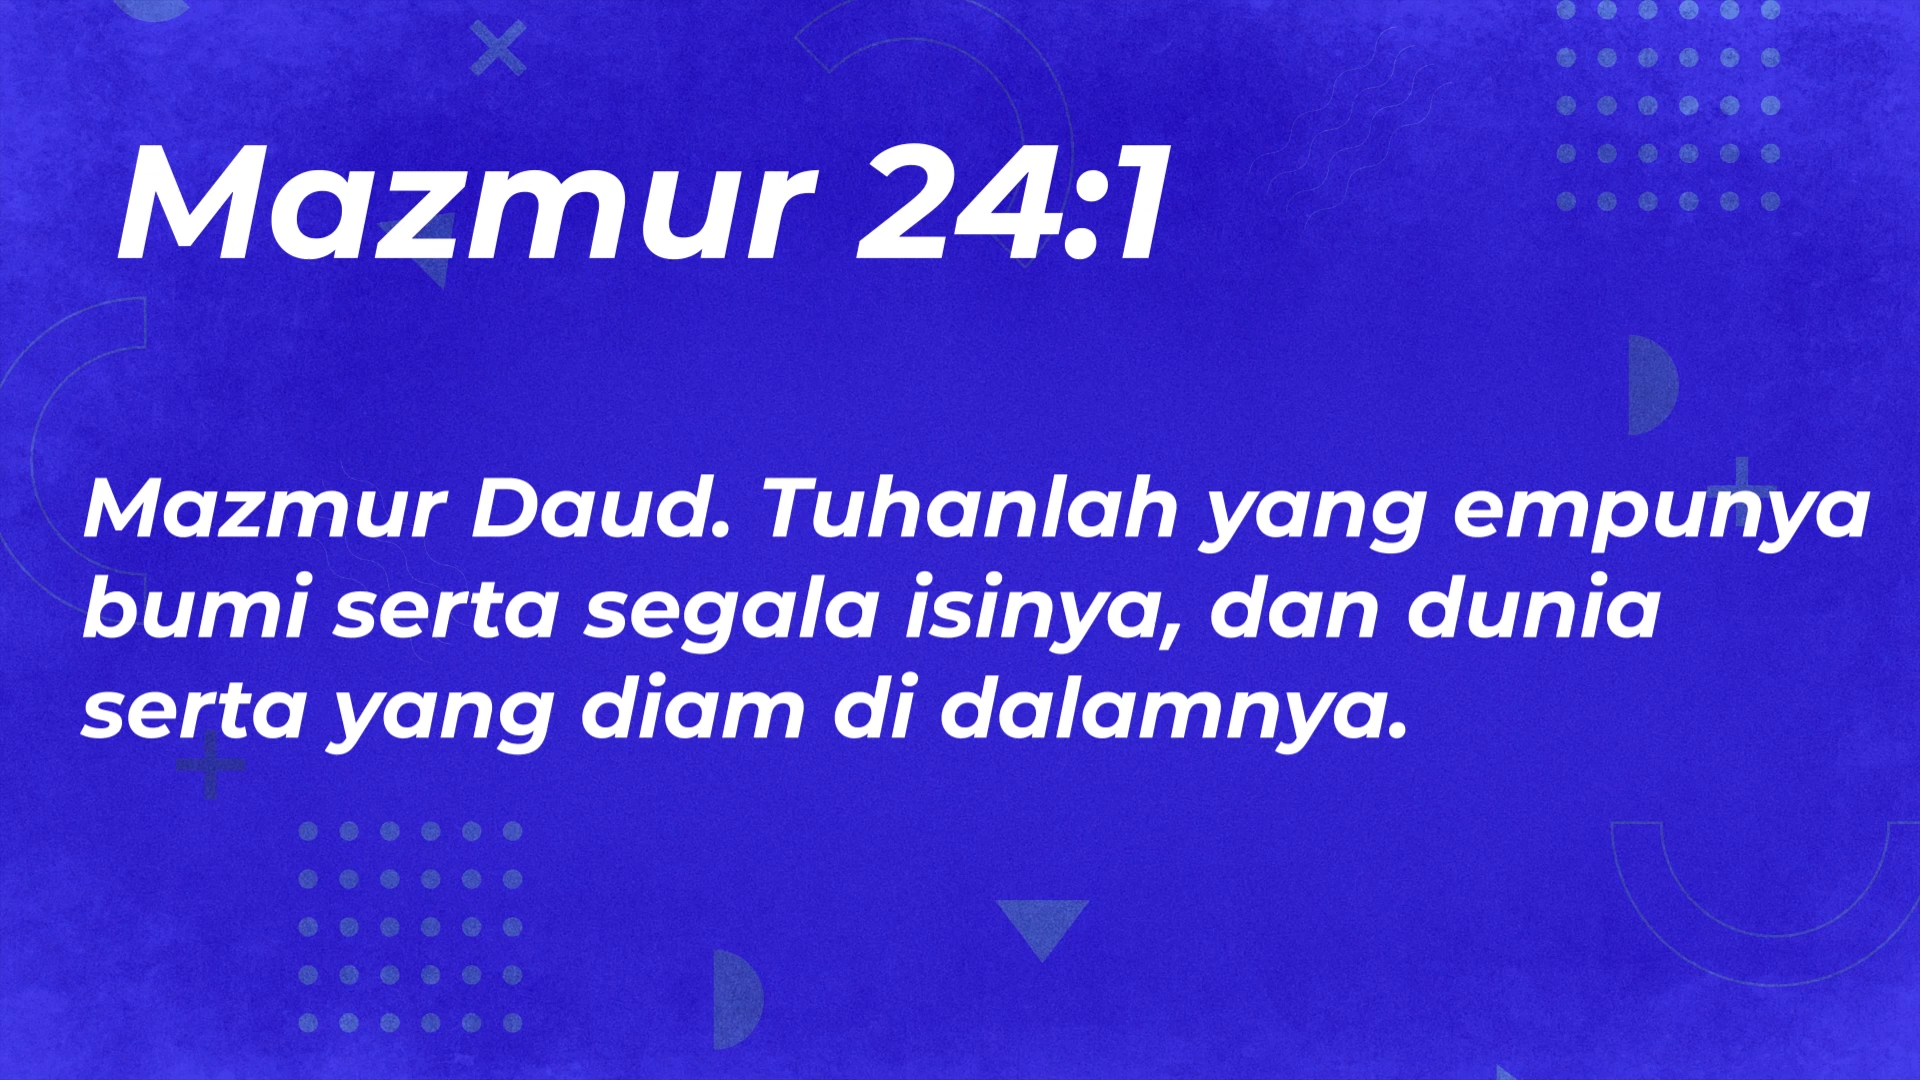 Mazmur 24:1
Mazmur Daud. Tuhanlah yang empunya
bumi serta segala isinya, dan dunia
serta yang diam di dalamnya.